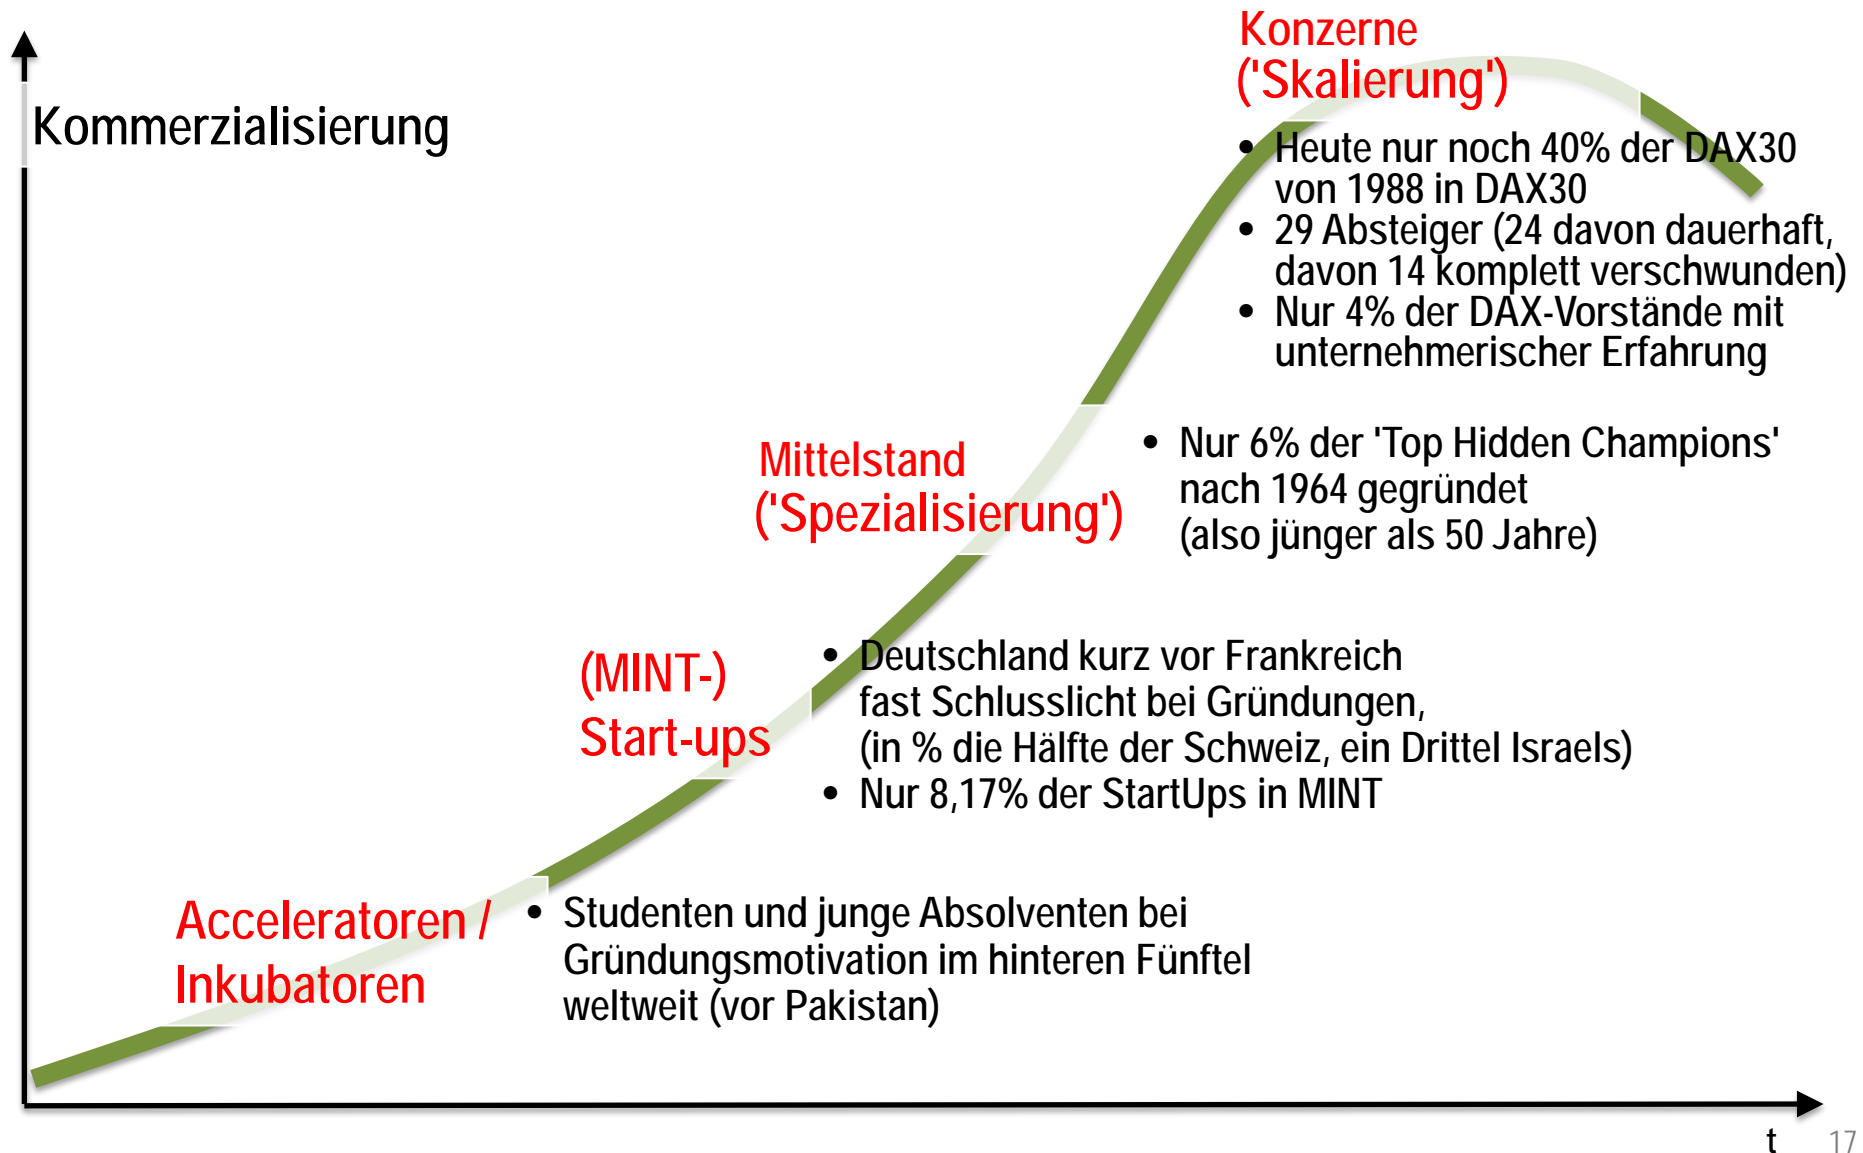 Konzerne
('Skalierung')
Kommerzialisierung
• Heute nur noch 40% der DAX30
von 1988 in DAX30
• 29 Absteiger (24 davon dauerhaft,
davon 14 komplett verschwunden)
• Nur 4% der DAX-Vorstände mit
unternehmerischer Erfahrung
Mittelstand
('Spezialisierung')
• Nur 6% der 'Top Hidden Champions'
nach 1964 gegründet
(also jünger als 50 Jahre)
(MINT-)
Start-ups
• Deutschland kurz vor Frankreich
fast Schlusslicht bei Gründungen,
(in % die Hälfte der Schweiz, ein Drittel Israels)
• Nur 8,17% der StartUps in MINT
Acceleratoren /
Inkubatoren
• Studenten und junge Absolventen bei
Gründungsmotivation im hinteren Fünftel
weltweit (vor Pakistan)
t
17